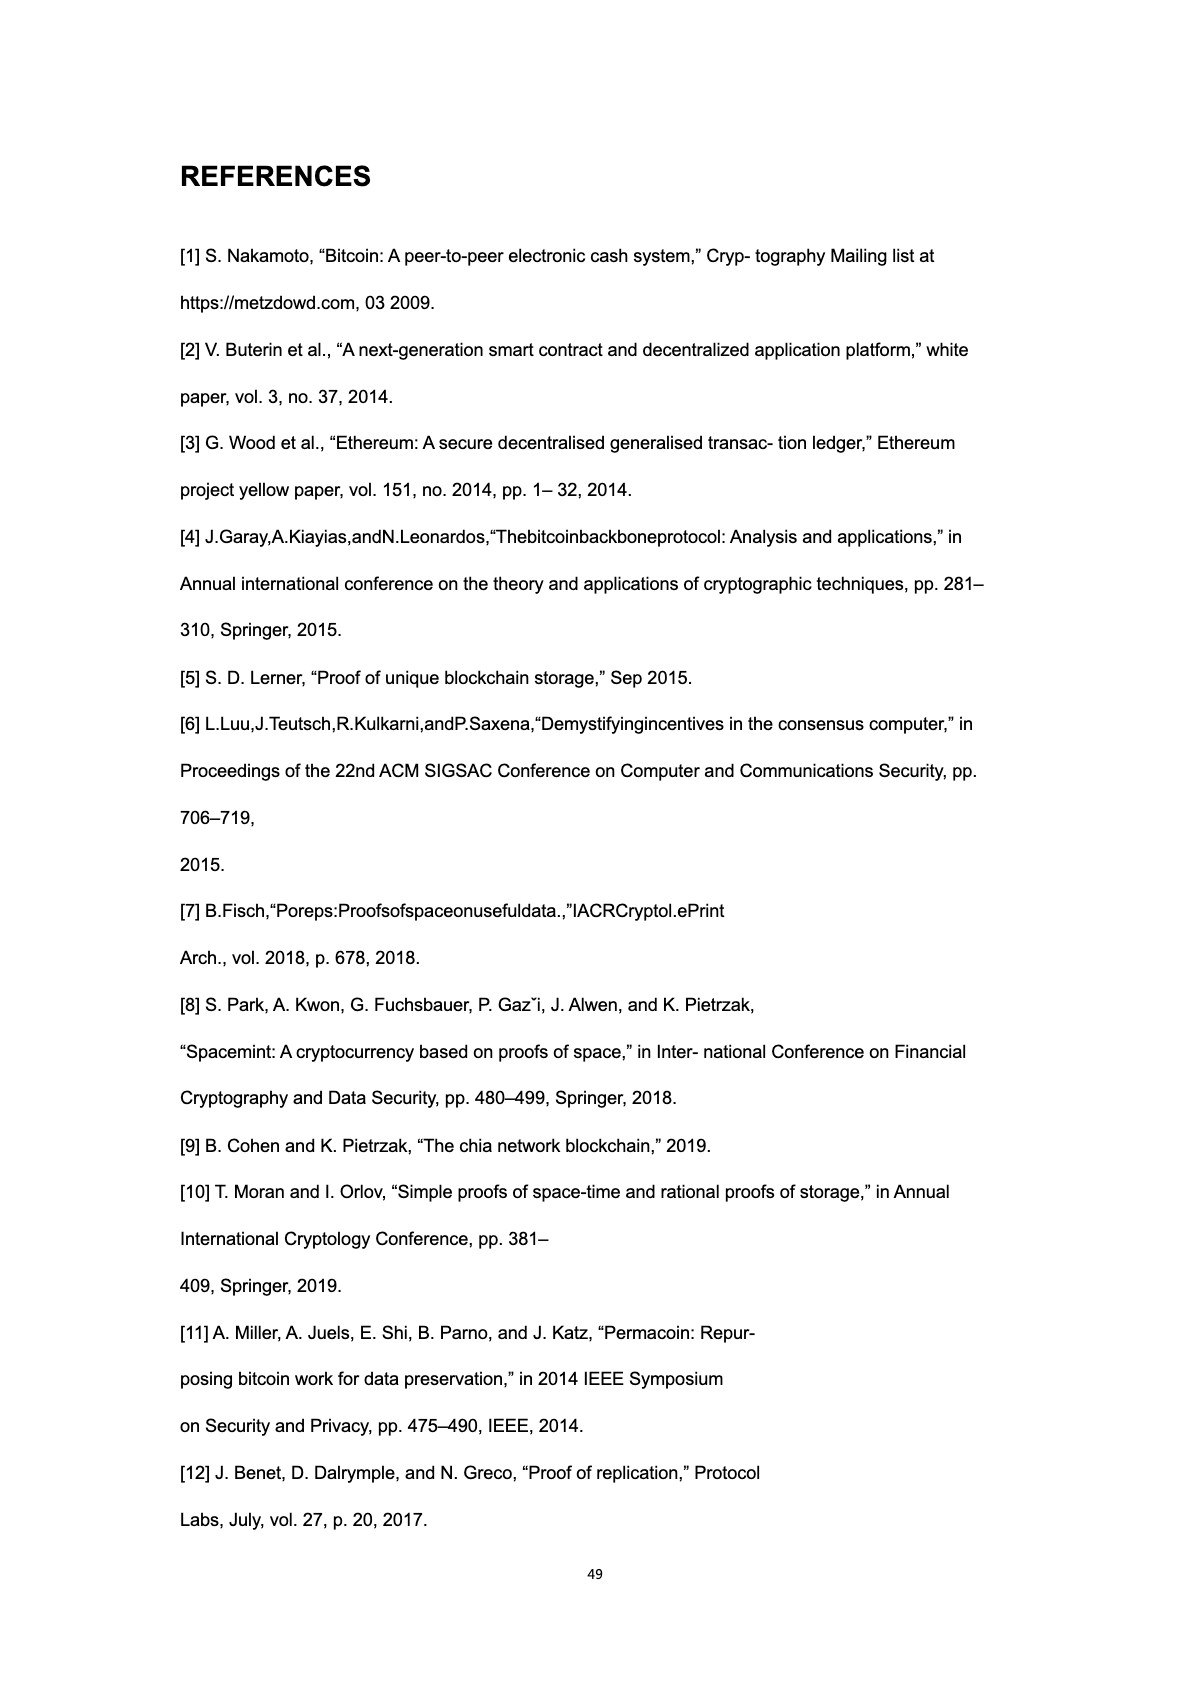 REFERENCES
[1] S. Nakamoto, “Bitcoin: A peer-to-peer electronic cash system,” Cryp- tography Mailing list at
https://metzdowd.com, 03 2009.
[2] V. Buterin et al., “A next-generation smart contract and decentralized application platform,” white
paper, vol. 3, no. 37, 2014.
[3] G. Wood et al., “Ethereum: A secure decentralised generalised transac- tion ledger,” Ethereum
project yellow paper, vol. 151, no. 2014, pp. 1– 32, 2014.
[4] J.Garay,A.Kiayias,andN.Leonardos,“Thebitcoinbackboneprotocol: Analysis and applications,” in
Annual international conference on the theory and applications of cryptographic techniques, pp. 281–
310, Springer, 2015.
[5] S. D. Lerner, “Proof of unique blockchain storage,” Sep 2015.
[6] L.Luu,J.Teutsch,R.Kulkarni,andP.Saxena,“Demystifyingincentives in the consensus computer,” in
Proceedings of the 22nd ACM SIGSAC Conference on Computer and Communications Security, pp.
706–719,
2015.
[7] B.Fisch,“Poreps:Proofsofspaceonusefuldata.,”IACRCryptol.ePrint
Arch., vol. 2018, p. 678, 2018.
[8] S. Park, A. Kwon, G. Fuchsbauer, P. Gazˇi, J. Alwen, and K. Pietrzak,
“Spacemint: A cryptocurrency based on proofs of space,” in Inter- national Conference on Financial
Cryptography and Data Security, pp. 480–499, Springer, 2018.
[9] B. Cohen and K. Pietrzak, “The chia network blockchain,” 2019.
[10] T. Moran and I. Orlov, “Simple proofs of space-time and rational proofs of storage,” in Annual
International Cryptology Conference, pp. 381–
409, Springer, 2019.
[11] A. Miller, A. Juels, E. Shi, B. Parno, and J. Katz, “Permacoin: Repur-
posing bitcoin work for data preservation,” in 2014 IEEE Symposium
on Security and Privacy, pp. 475–490, IEEE, 2014.
[12] J. Benet, D. Dalrymple, and N. Greco, “Proof of replication,” Protocol
Labs, July, vol. 27, p. 20, 2017.
49